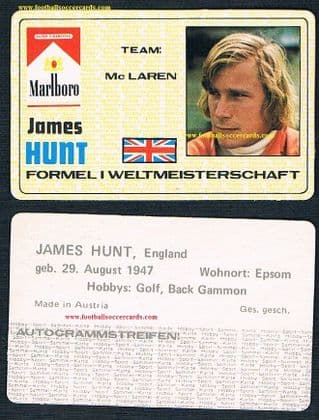 TEAM:
Mc LAREN
Marlboro
www.footballsoccercards.com
James
HUNT
FORMEL I WELTMEISTERSCHAFT
JAMES HUNT, England
geb. 29. August 1947 Wohnort: Epsom
Hobbys: Golf, Back Gammon
Made in Austria Ges. gesch.
www.footballsoccercards.com
AUTOGRAMMSTREIFEN: